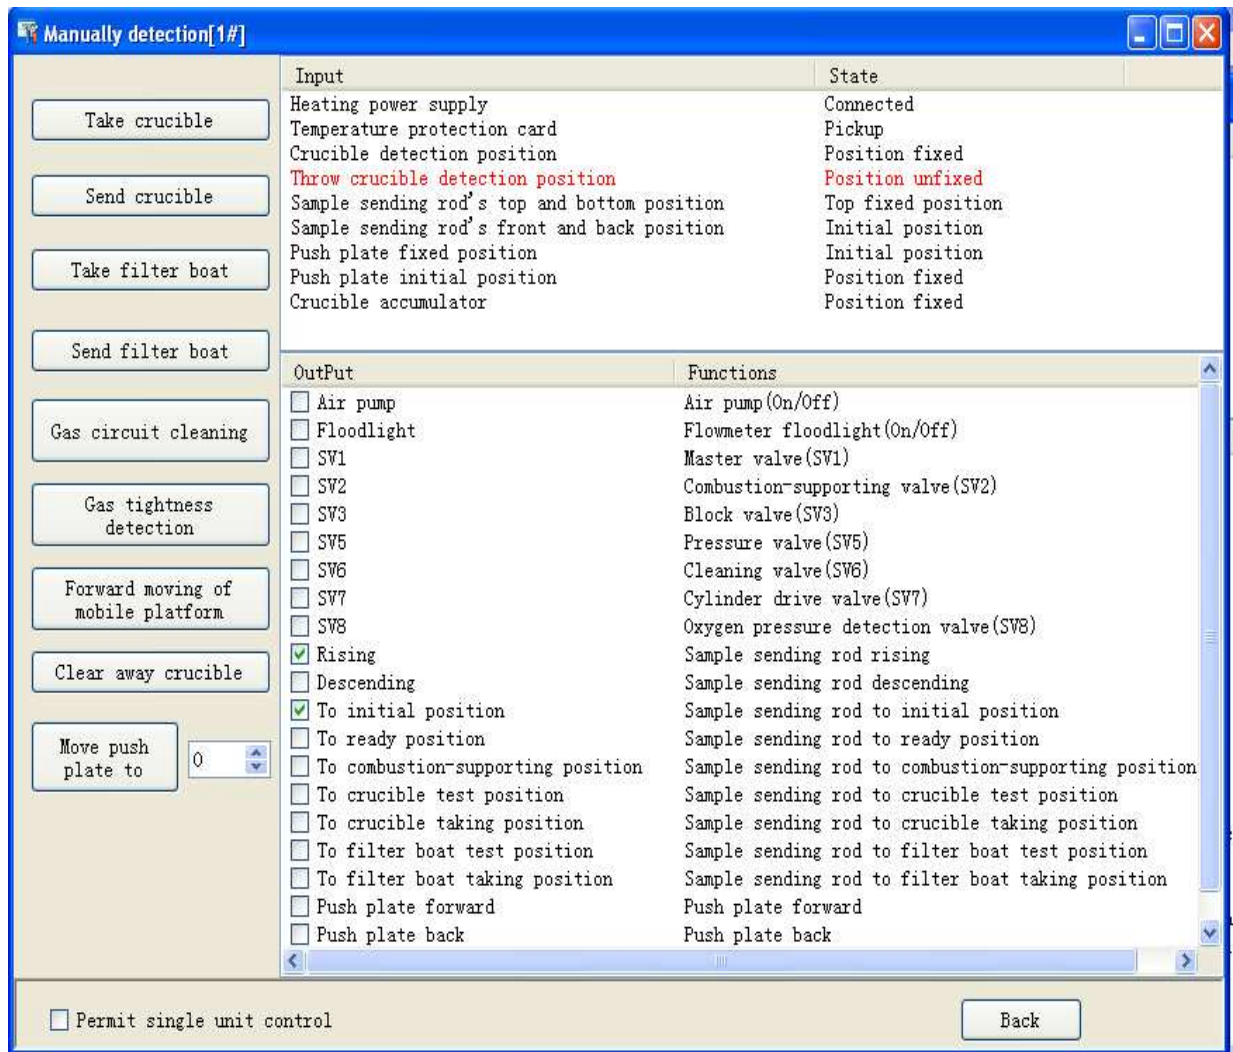 Manually detection[1#]
Input State
Take crucible
Heating power supply Connected
Temperature protection card Pickup
Crucible detection position Position fixed
Throw crucible detection position Position unfixed
Send crucible
Sample sending rod's top and bottom position Top fixed position
Sample sending rod's front and back position Initial position
Push plate fixed position Initial position
Take filter boat
Push plate initial position Position fixed
Crucible accumulator Position fixed
Send filter boat
OutPut Functions
Air pump Air pump(On/Off)
Gas circuit cleaning
Floodlight Flowmeter floodlight(On/Off)
SV1 Master valve(SV1)
SV2 Combustion-supporting valve(SV2)
Gas tightness
detection
SV3 Block valve(SV3)
SV5 Pressure valve(SV5)
SV6 Cleaning valve(SV6)
Forward moving of
mobile platform
SV7 Cylinder drive valve(SV7)
SV8 Oxygen pressure detection valve(SV8)
Rising Sample sending rod rising
Clear away crucible
Descending Sample sending rod descending
To initial position Sample sending rod to initial position
Move push
plate to
0
To ready position Sample sending rod to ready position
To combustion-supporting position Sample sending rod to combustion-supporting position
To crucible test position Sample sending rod to crucible test position
To crucible taking position Sample sending rod to crucible taking position
To filter boat test position Sample sending rod to filter boat test position
To filter boat taking position Sample sending rod to filter boat taking position
Push plate forward Push plate forward
Push plate back Push plate back
Permit single unit control
Back